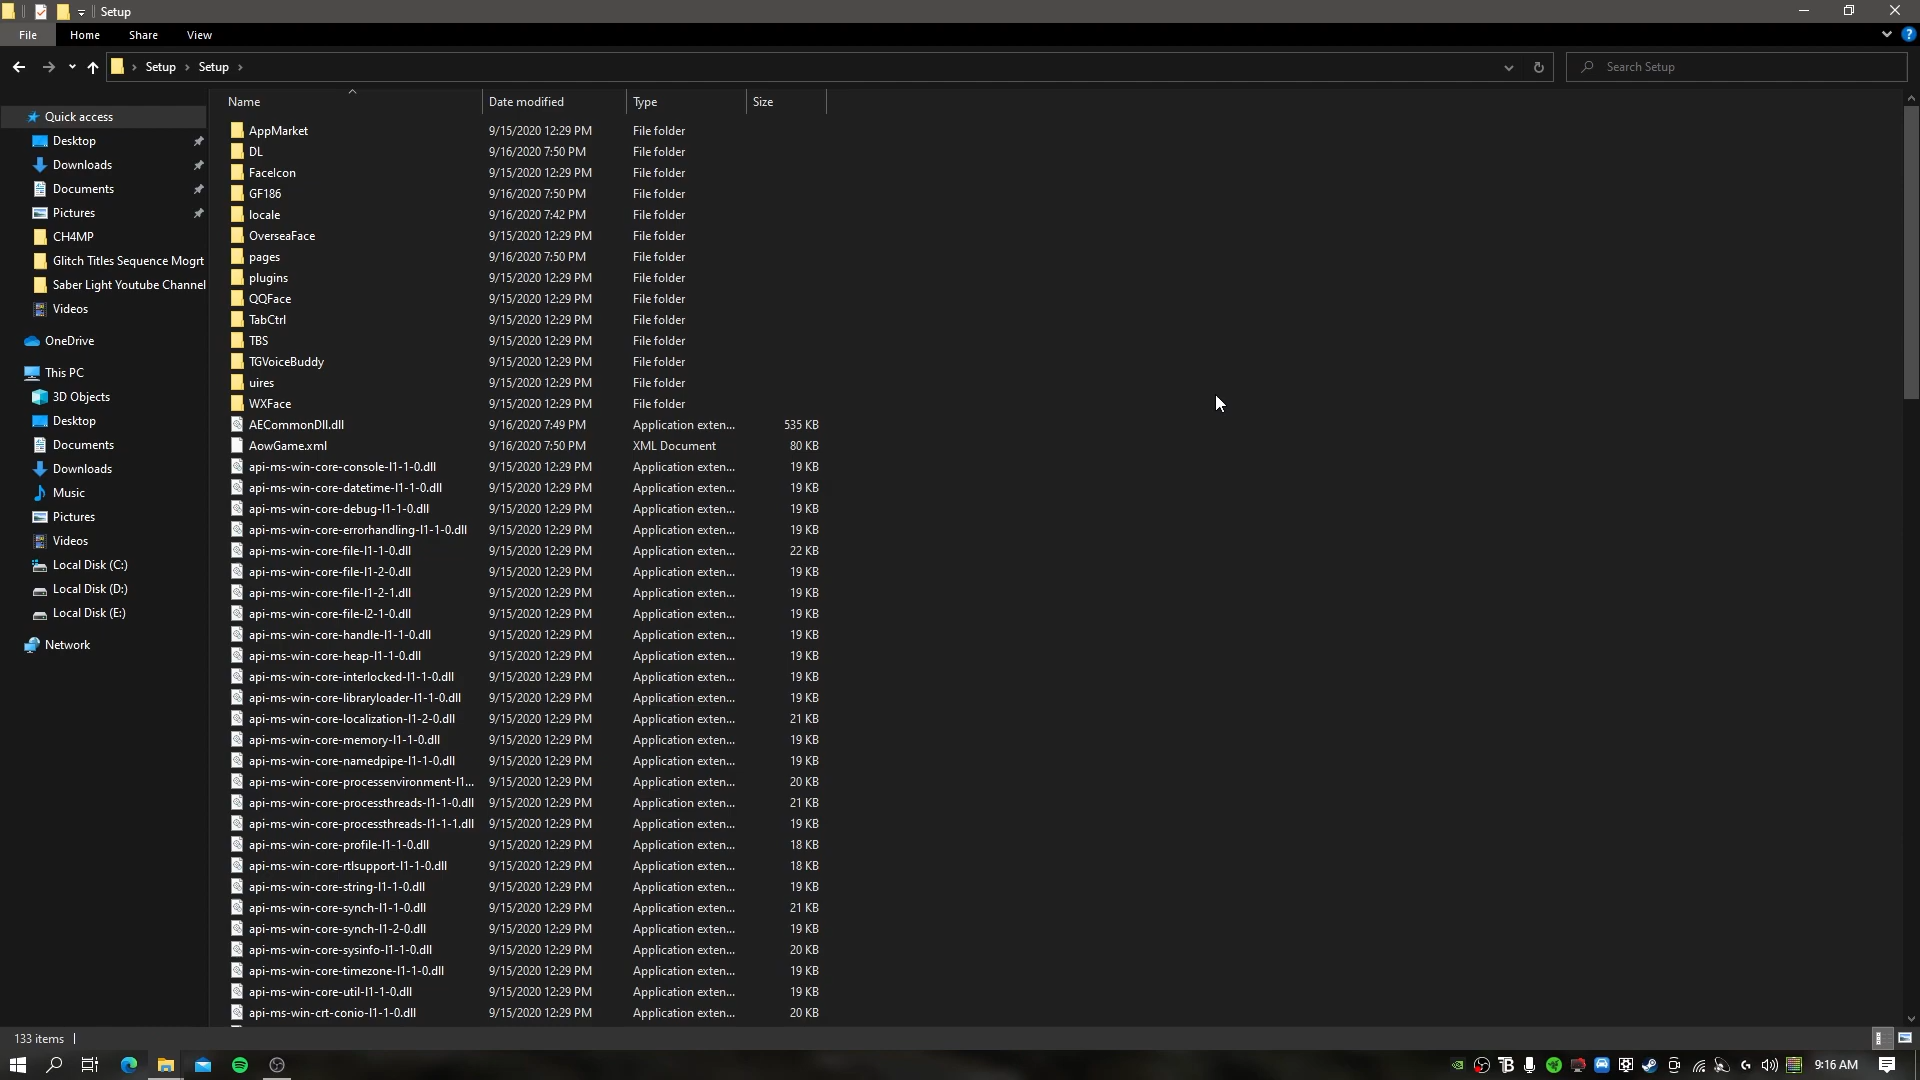 Setup
File Home Share View
Setup Setup
Search Setup
Name Date modified Type Size
Quick access
Desktop
Downloads
Documents
Pictures
CH4MP
Glitch Titles Sequence Mogrt
Saber Light Youtube Channel
Videos
OneDrive
This PC
3D Objects
Desktop
Documents
Downloads
Music
Pictures
Videos
Local Disk (C:)
Local Disk (D:)
Local Disk (E:)
Network
AppMarket 9/15/2020 12:29 PM File folder
DL 9/16/2020 7:50 PM File folder
FaceIcon 9/15/2020 12:29 PM File folder
GF186 9/16/2020 7:50 PM File folder
locale 9/16/2020 7:42 PM File folder
OverseaFace 9/15/2020 12:29 PM File folder
pages 9/16/2020 7:50 PM File folder
plugins 9/15/2020 12:29 PM File folder
QQFace 9/15/2020 12:29 PM File folder
TabCtrl 9/15/2020 12:29 PM File folder
TBS 9/15/2020 12:29 PM File folder
TGVoiceBuddy 9/15/2020 12:29 PM File folder
uires 9/15/2020 12:29 PM File folder
WXFace 9/15/2020 12:29 PM File folder
AECommonDll.dll 9/16/2020 7:49 PM Application exten... 535 KB
AowGame.xml 9/16/2020 7:50 PM XML Document 80 KB
api-ms-win-core-console-l1-1-0.dll 9/15/2020 12:29 PM Application exten... 19 KB
api-ms-win-core-datetime-l1-1-0.dll 9/15/2020 12:29 PM Application exten... 19 KB
api-ms-win-core-debug-l1-1-0.dll 9/15/2020 12:29 PM Application exten... 19 KB
api-ms-win-core-errorhandling-l1-1-0.dll 9/15/2020 12:29 PM Application exten... 19 KB
api-ms-win-core-file-l1-1-0.dll 9/15/2020 12:29 PM Application exten... 22 KB
api-ms-win-core-file-l1-2-0.dll 9/15/2020 12:29 PM Application exten... 19 KB
api-ms-win-core-file-l1-2-1.dll 9/15/2020 12:29 PM Application exten... 19 KB
api-ms-win-core-file-l2-1-0.dll 9/15/2020 12:29 PM Application exten... 19 KB
api-ms-win-core-handle-l1-1-0.dll 9/15/2020 12:29 PM Application exten... 19 KB
api-ms-win-core-heap-l1-1-0.dll 9/15/2020 12:29 PM Application exten... 19 KB
api-ms-win-core-interlocked-l1-1-0.dll 9/15/2020 12:29 PM Application exten... 19 KB
api-ms-win-core-libraryloader-l1-1-0.dll 9/15/2020 12:29 PM Application exten... 19 KB
api-ms-win-core-localization-l1-2-0.dll 9/15/2020 12:29 PM Application exten... 21 KB
api-ms-win-core-memory-l1-1-0.dll 9/15/2020 12:29 PM Application exten... 19 KB
api-ms-win-core-namedpipe-l1-1-0.dll 9/15/2020 12:29 PM Application exten... 19 KB
api-ms-win-core-processenvironment-l1... 9/15/2020 12:29 PM Application exten... 20 KB
api-ms-win-core-processthreads-l1-1-0.dll 9/15/2020 12:29 PM Application exten... 21 KB
api-ms-win-core-processthreads-l1-1-1.dll 9/15/2020 12:29 PM Application exten... 19 KB
api-ms-win-core-profile-l1-1-0.dll 9/15/2020 12:29 PM Application exten... 18 KB
api-ms-win-core-rtlsupport-l1-1-0.dll 9/15/2020 12:29 PM Application exten... 18 KB
api-ms-win-core-string-l1-1-0.dll 9/15/2020 12:29 PM Application exten... 19 KB
api-ms-win-core-synch-l1-1-0.dll 9/15/2020 12:29 PM Application exten... 21 KB
api-ms-win-core-synch-l1-2-0.dll 9/15/2020 12:29 PM Application exten... 19 KB
api-ms-win-core-sysinfo-l1-1-0.dll 9/15/2020 12:29 PM Application exten... 20 KB
api-ms-win-core-timezone-l1-1-0.dll 9/15/2020 12:29 PM Application exten... 19 KB
api-ms-win-core-util-l1-1-0.dll 9/15/2020 12:29 PM Application exten... 19 KB
api-ms-win-crt-conio-l1-1-0.dll 9/15/2020 12:29 PM Application exten... 20 KB
133 items
9:16 AM